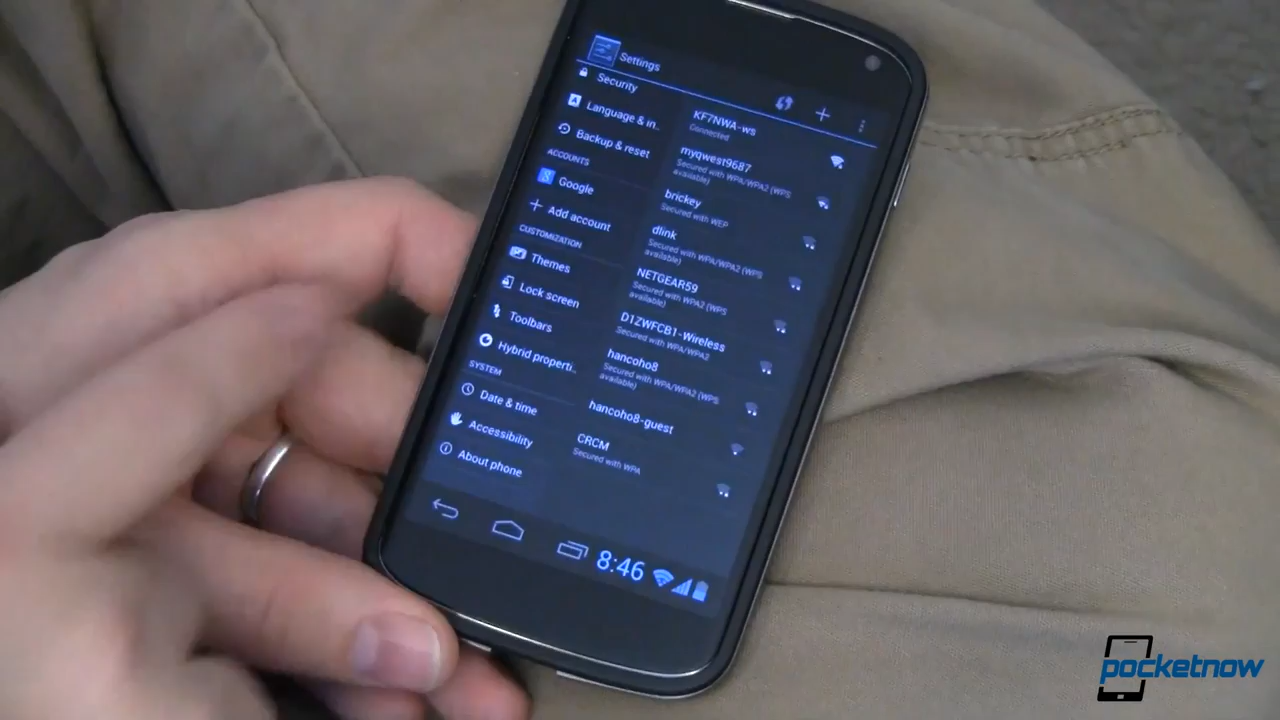 Settings
Security
Language & in..
Backup & reset
ACCOUNTS
Google
Add account
CUSTOMIZATION
Themes
Lock screen
Toolbars
Hybrid properti..
SYSTEM
Date & time
Accessibility
About phone
KF7NWA-ws
Connected
myqwest9687
Secured with WPA/WPA2 (WPS
available)
brickey
Secured with WEP
dlink
Secured with WPA/WPA2 (WPS
available)
NETGEAR59
Secured with WPA2 (WPS
available)
D1ZWFCB1-Wireless
Secured with WPA/WPA2
hancoho8
Secured with WPA/WPA2 (WPS
available)
hancoho8-guest
CRCM
Secured with WPA
8:46
pocketnow